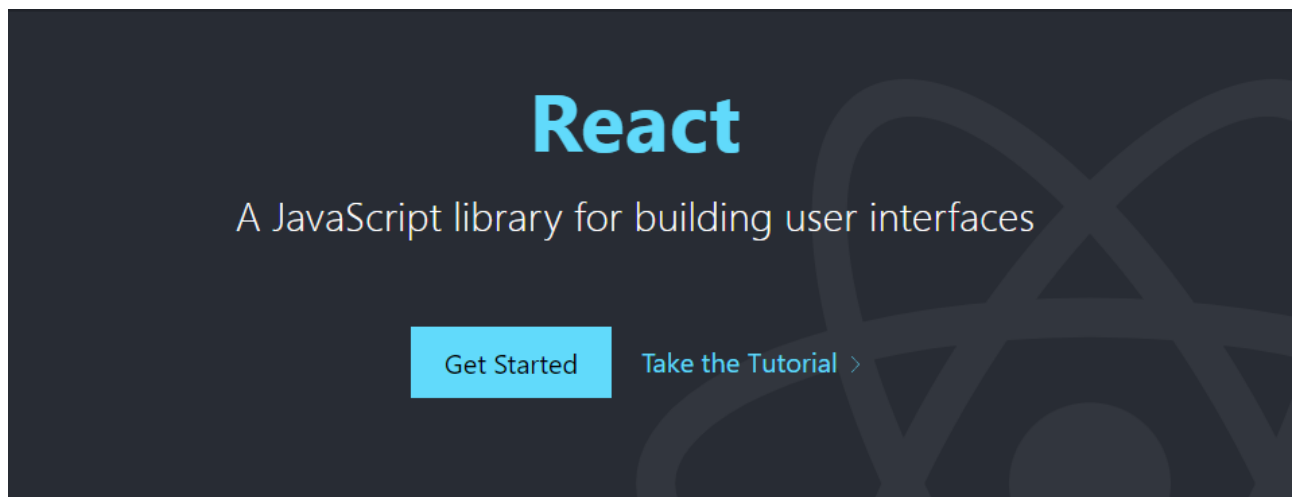 React
A JavaScript library for building user interfaces
Get Started
Take the Tutorial >